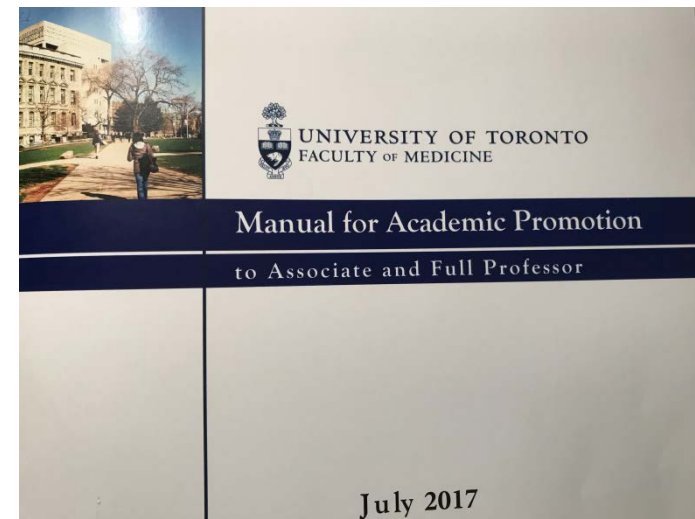 UNIVERSITY OF TORONTO
FACULTY OF MEDICINE
Manual for Academic Promotion
to Associate and Full Professor
July 2017